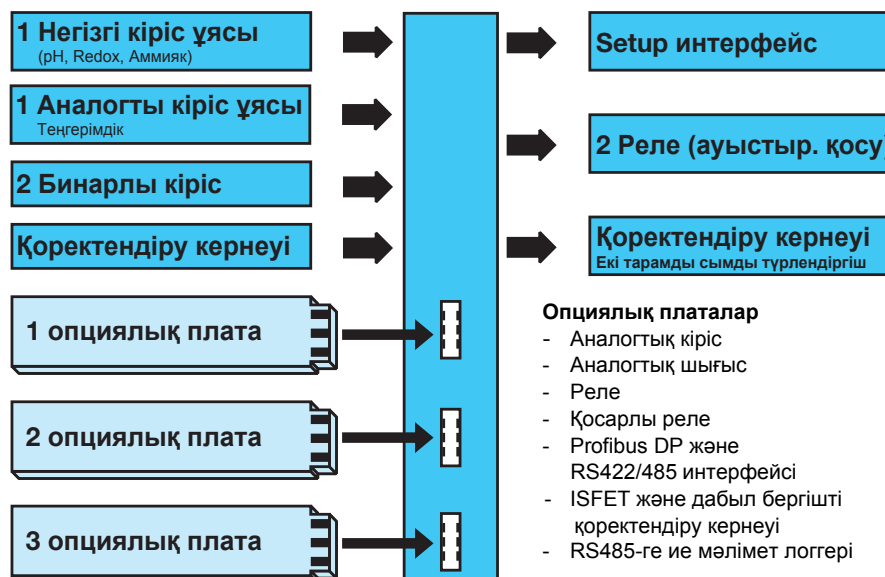 1 Негізгі кіріс ұясы
(pH, Redox, Аммияк)
1 Аналогты кіріс ұясы
Теңгерімдік
2 Бинарлы кіріс
Қоректендіру кернеуі
1 опциялық плата
2 опциялық плата
3 опциялық плата
Setup интерфейс
2 Реле (ауыстыр. қосу)
Қоректендіру кернеуі
Екі тарамды сымды түрлендіргіш
Опциялық платалар
- Аналогтық кіріс
- Аналогтық шығыс
- Реле
- Қосарлы реле
- Profibus DP және
RS422/485 интерфейсі
- ISFET және дабыл бергішті
қоректендіру кернеуі
- RS485-ге ие мәлімет логгері